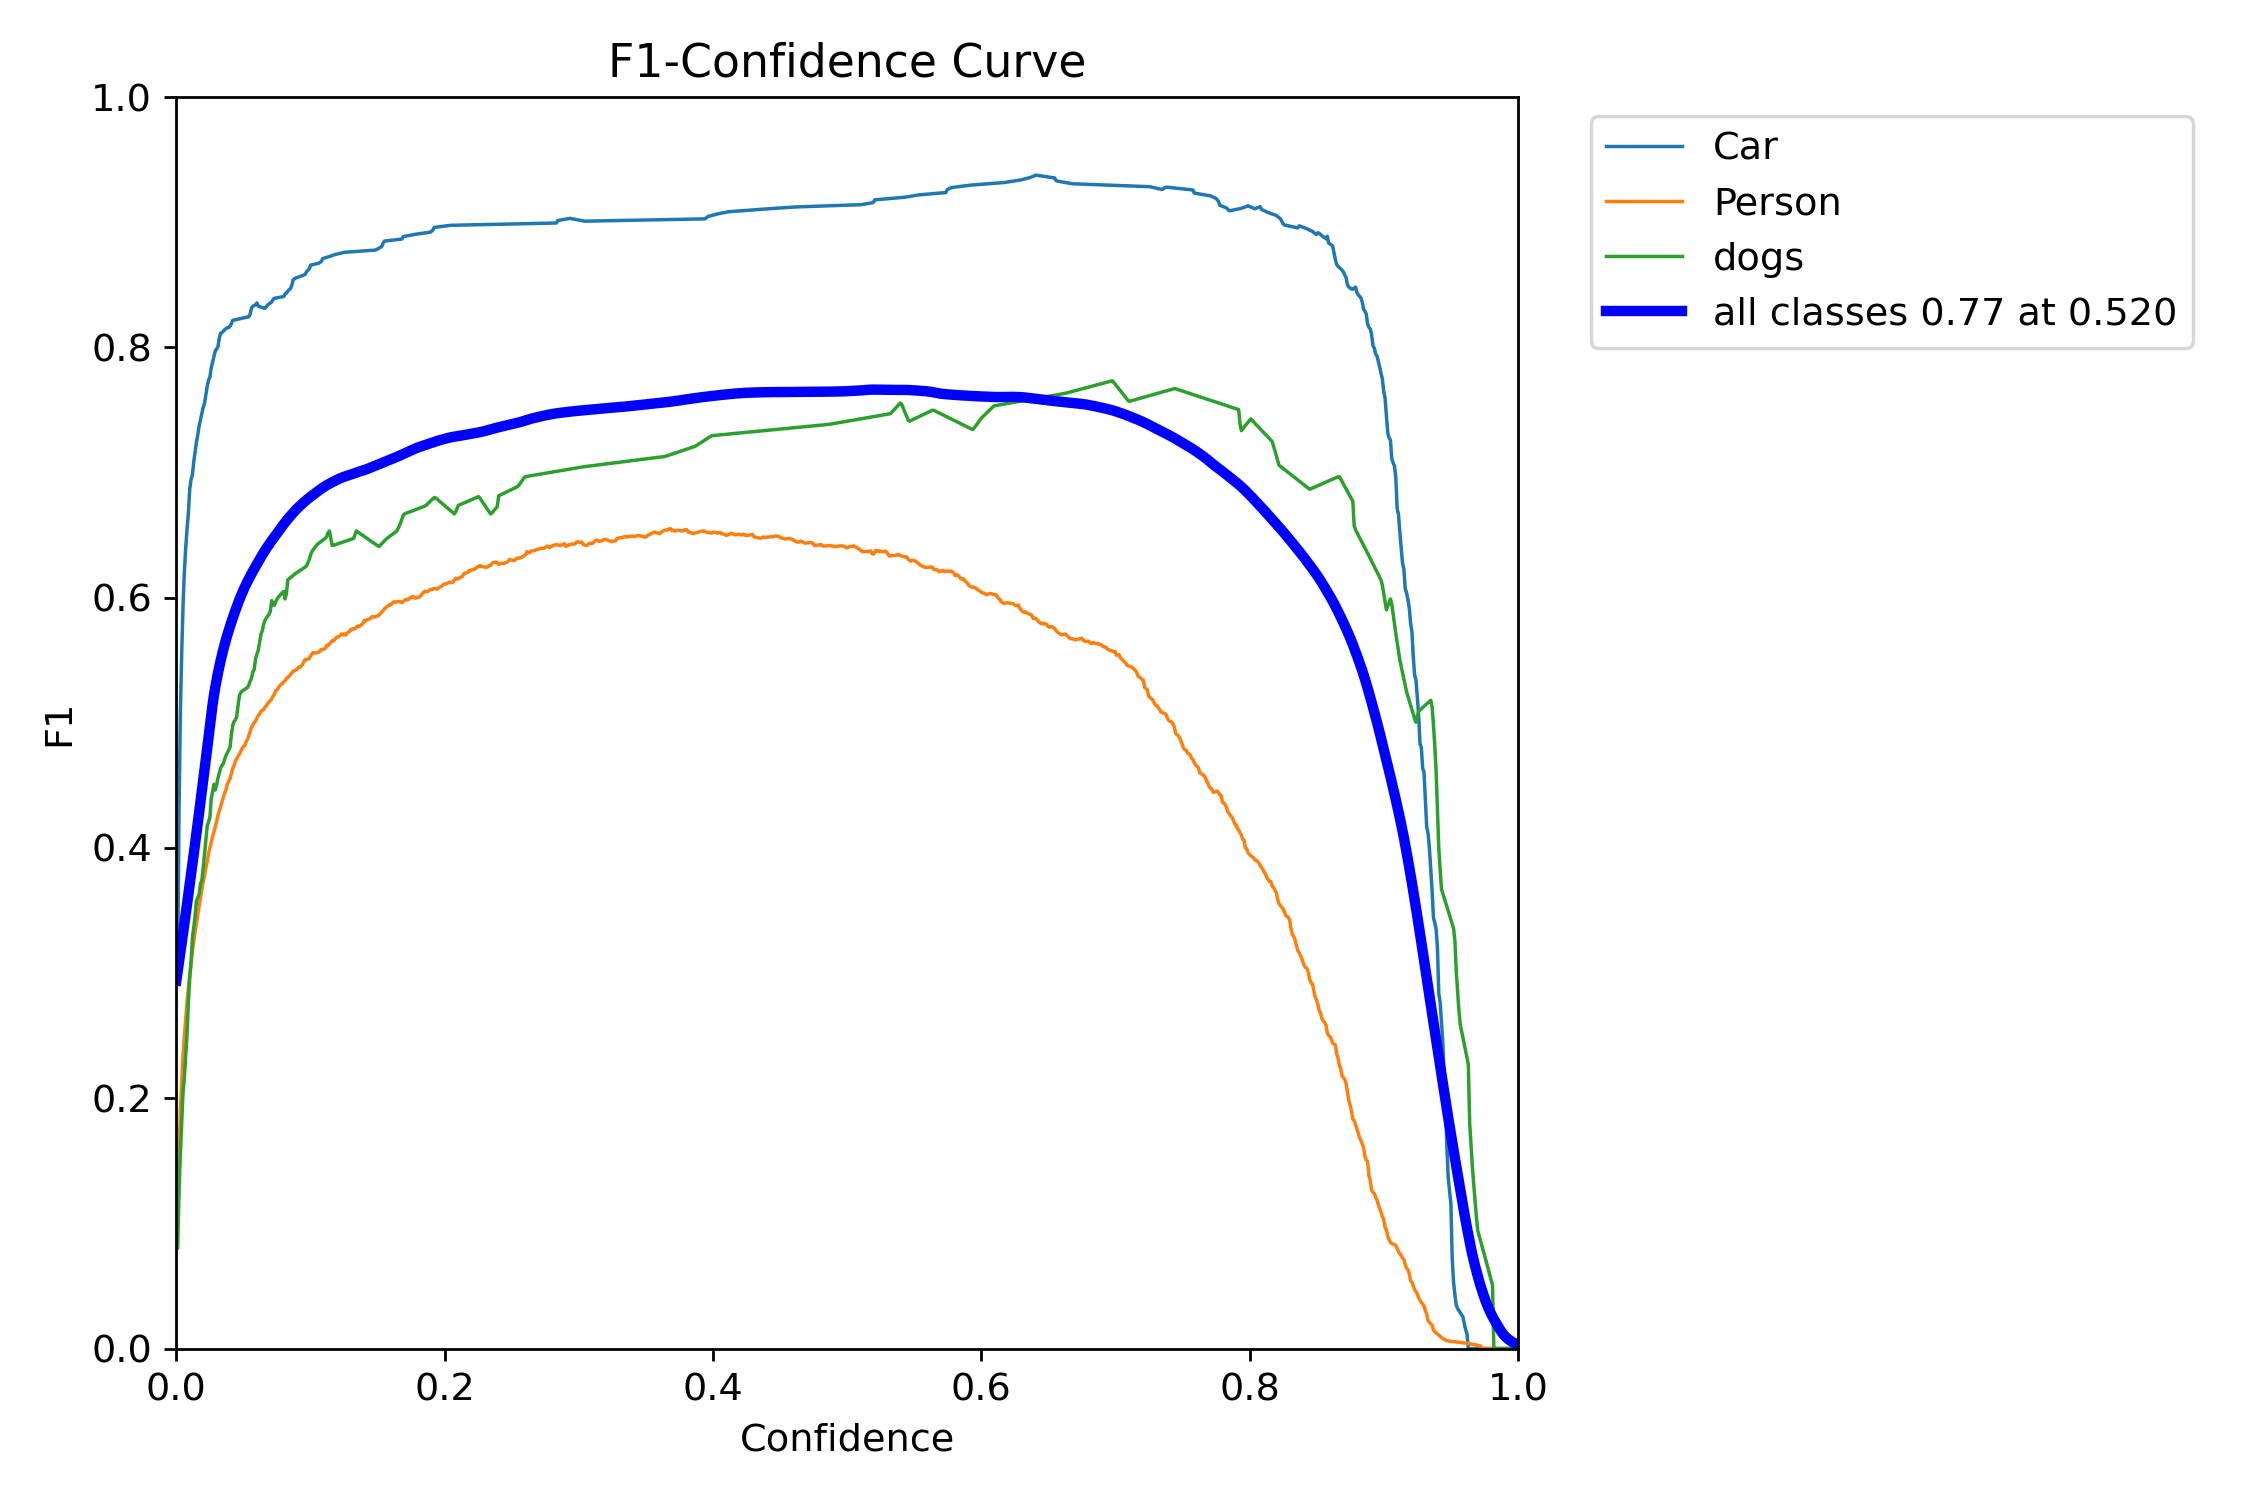 F1-Confidence Curve
1.0
0.8
0.6
0.4
0.2
0.0
F1
0.0 0.2 0.4 0.6 0.8 1.0
Confidence
Car
Person
dogs
all classes 0.77 at 0.520